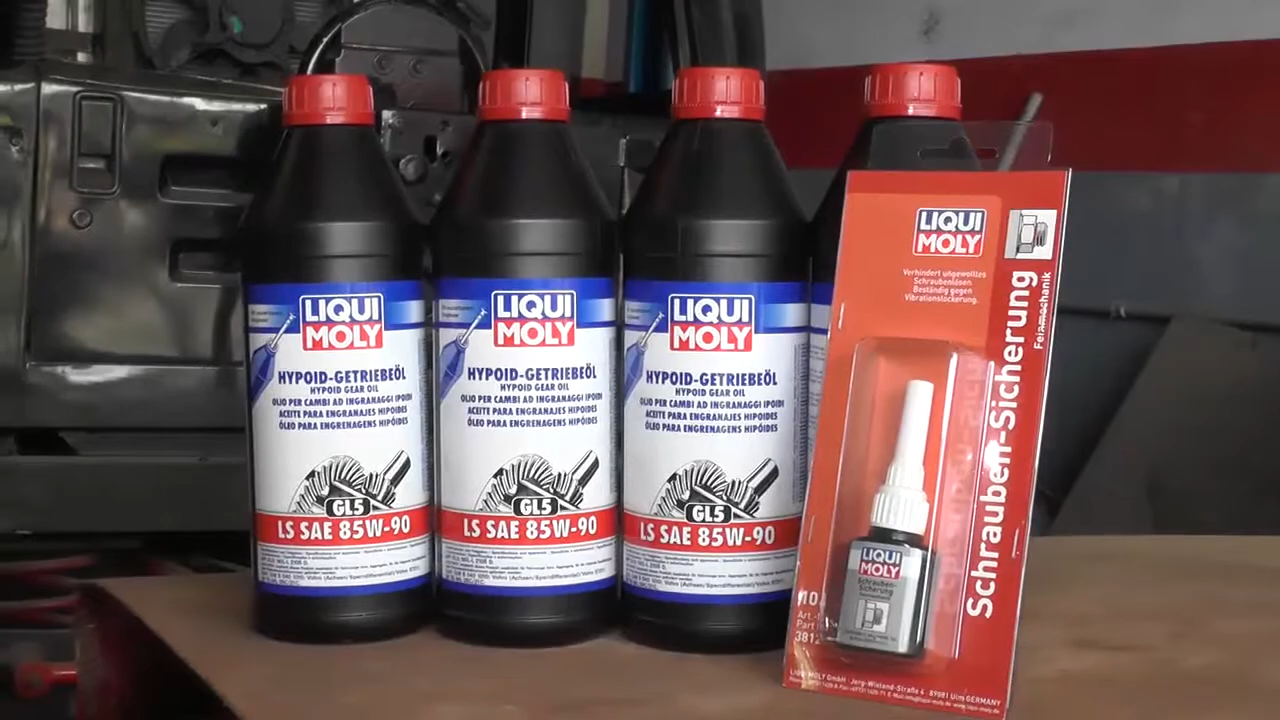 LIQUI
MOLY
HYPOID-GETRIEBEÖL
HYPOID GEAR OIL
OLIO PER CAMBI AD INGRANAGGI IPOIDI
ACEITE PARA ENGRANAJES HIPOIDES
ÓLEO PARA ENGRENAGENS HIPÓIDES
GL5
LS SAE 85W-90
LIQUI
MOLY
HYPOID-GETRIEBEÖL
HYPOID GEAR OIL
OLIO PER CAMBI AD INGRANAGGI IPOIDI
ACEITE PARA ENGRANAJES HIPOIDES
ÓLEO PARA ENGRENAGENS HIPÓIDES
GL5
LS SAE 85W-90
LIQUI
MOLY
HYPOID-GETRIEBEÖL
HYPOID GEAR OIL
OLIO PER CAMBI AD INGRANAGGI IPOIDI
ACEITE PARA ENGRANAJES HIPOIDES
ÓLEO PARA ENGRENAGENS HIPÓIDES
GL5
LS SAE 85W-90
LIQUI
MOLY
Verhindert ungewolltes
Schraubenlösen.
Beständig gegen
Vibrationslockerung.
Schrauben-Sicherung
Feinmechanik
LIQUI
MOLY
Schrauben-
Sicherung
10
Art.-
Part
381
LIQUI MOLY GmbH · Jerg-Wieland-Straße 4 · 89081 Ulm GERMANY